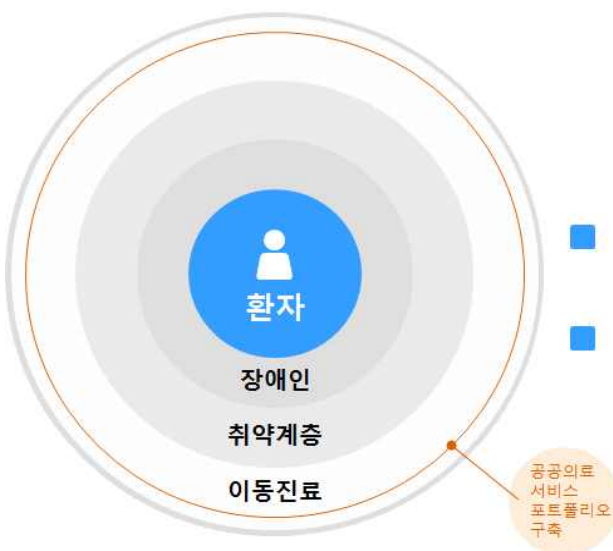 환자
장애인
취약계층
이동진료
공공의료
서비스
포트폴리오
구축